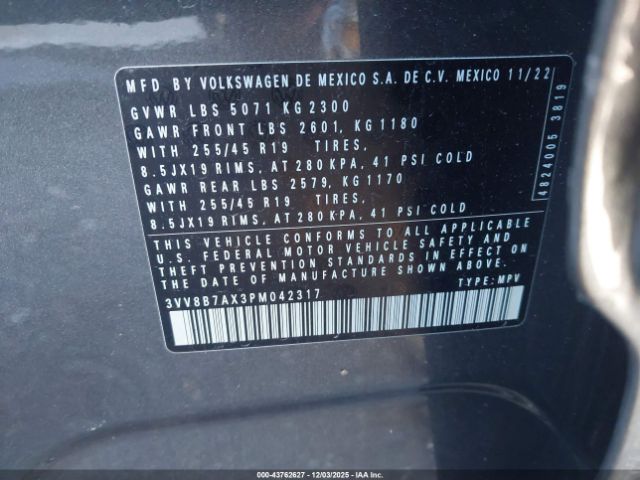 MFD. BY VOLKSWAGEN DE MEXICO S.A. DE C.V. MEXICO 11/22
GVWR LBS 5071 KG 2300
GAWR FRONT LBS 2601, KG 1180
WITH 255/45 R19 TIRES,
8.5JX19 RIMS, AT 280 KPA, 41 PSI COLD
GAWR REAR LBS 2579, KG 1170
WITH 255/45 R19 TIRES,
8.5JX19 RIMS, AT 280 KPA, 41 PSI COLD
THIS VEHICLE CONFORMS TO ALL APPLICABLE
U.S. FEDERAL MOTOR VEHICLE SAFETY AND
THEFT PREVENTION STANDARDS IN EFFECT ON
THE DATE OF MANUFACTURE SHOWN ABOVE.
3VV8B7AX3PM042317 TYPE: MPV
4824005 3819
000-43762627 - 12/03/2025 - IAAI.COM